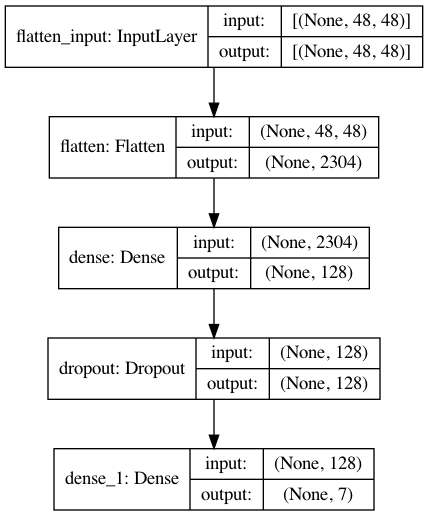 flatten_input: InputLayer
input:
[(None, 48, 48)]
output:
[(None, 48, 48)]
flatten: Flatten
input:
(None, 48, 48)
output:
(None, 2304)
dense: Dense
input:
(None, 2304)
output:
(None, 128)
dropout: Dropout
input:
(None, 128)
output:
(None, 128)
dense_1: Dense
input:
(None, 128)
output:
(None, 7)